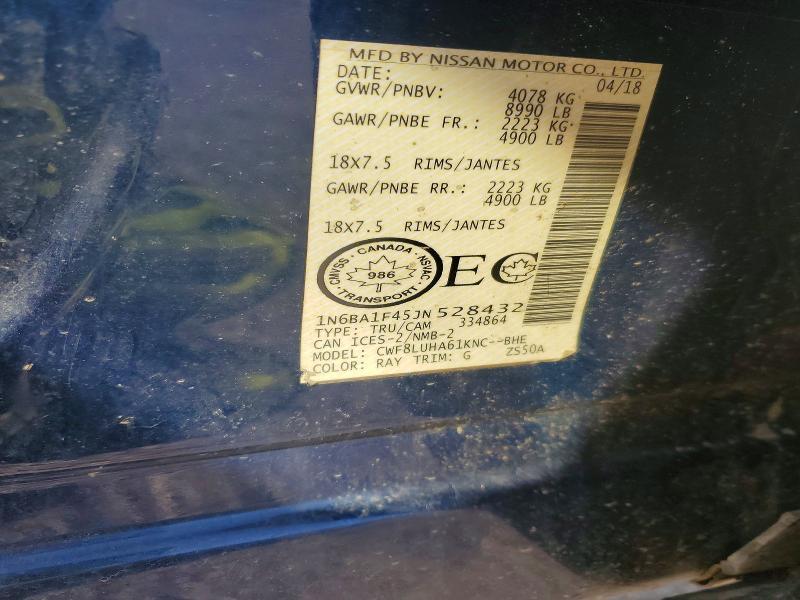 MFD BY NISSAN MOTOR CO., LTD.
DATE: 04/18
GVWR/PNBV: 4078 KG
8990 LB
GAWR/PNBE FR.: 2223 KG
4900 LB
18x7.5 RIMS/JANTES
GAWR/PNBE RR.: 2223 KG
4900 LB
18x7.5 RIMS/JANTES
CANADA
CMVSS 986 NSVAC
TRANSPORT
EC
1N6BA1F45JN528432
TYPE: TRU/CAM 334864
CAN ICES-2/NMB-2
MODEL: CWF8LUHA61KNC--BHE
COLOR: RAY TRIM: G ZS50A